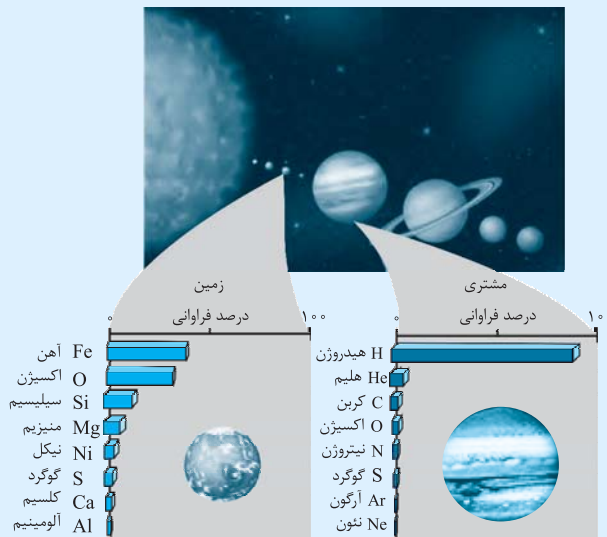 زمین
درصد فراوانی
۰ ۱۰۰
آهن Fe
اکسیژن O
سیلیسیم Si
منیزیم Mg
نیکل Ni
گوگرد S
کلسیم Ca
آلومینیم Al
مشتری
درصد فراوانی
۰ ۱۰
هیدروژن H
هلیم He
کربن C
اکسیژن O
نیتروژن N
گوگرد S
آرگون Ar
نئون Ne